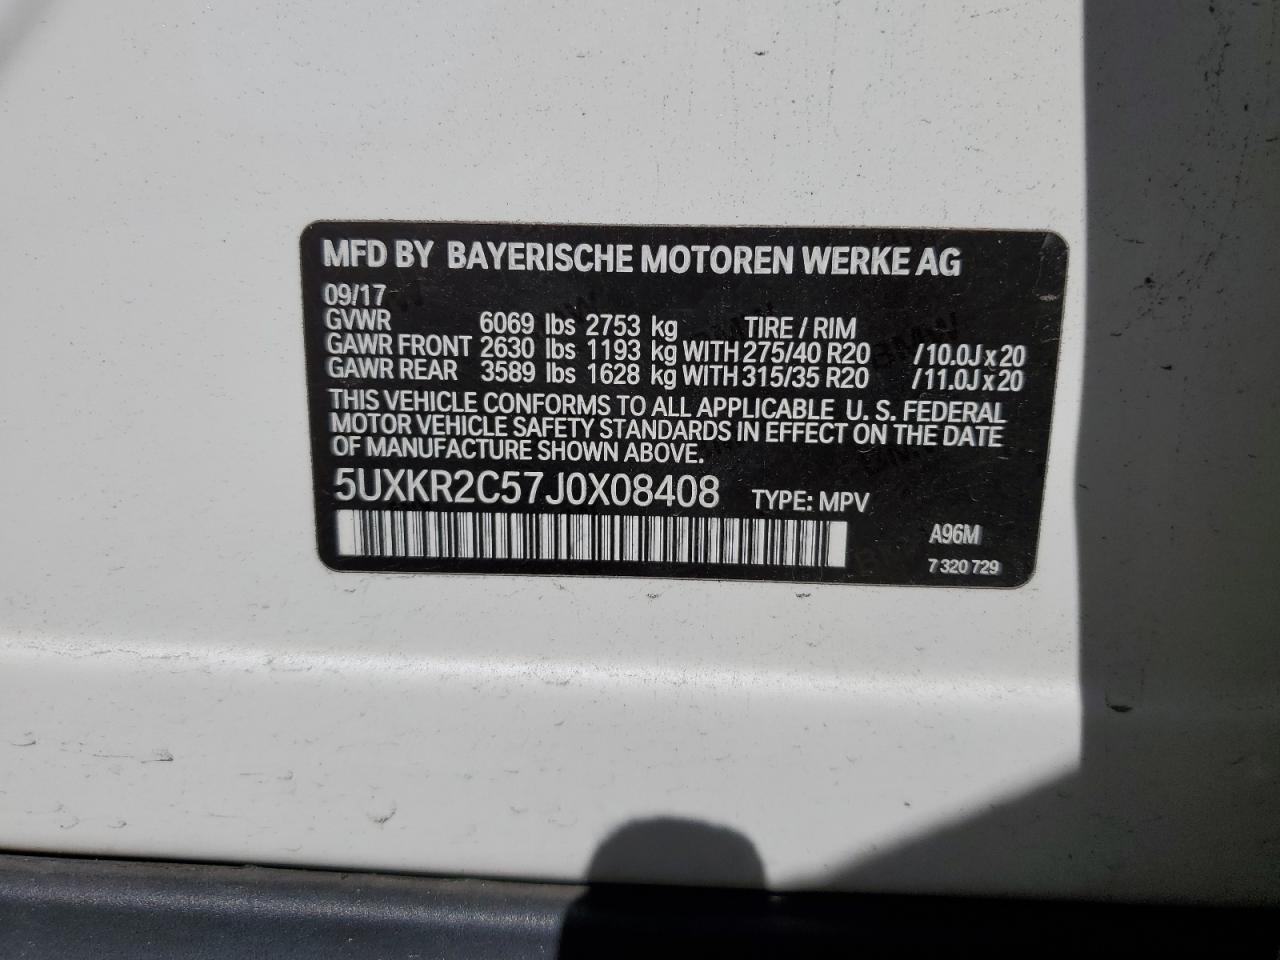 MFD BY BAYERISCHE MOTOREN WERKE AG
09/17
GVWR 6069 lbs 2753 kg TIRE / RIM
GAWR FRONT 2630 lbs 1193 kg WITH 275/40 R20 /10.0J x 20
GAWR REAR 3589 lbs 1628 kg WITH 315/35 R20 /11.0J x 20
THIS VEHICLE CONFORMS TO ALL APPLICABLE U. S. FEDERAL
MOTOR VEHICLE SAFETY STANDARDS IN EFFECT ON THE DATE
OF MANUFACTURE SHOWN ABOVE.
5UXKR2C57J0X08408 TYPE: MPV
A96M
7 320 729